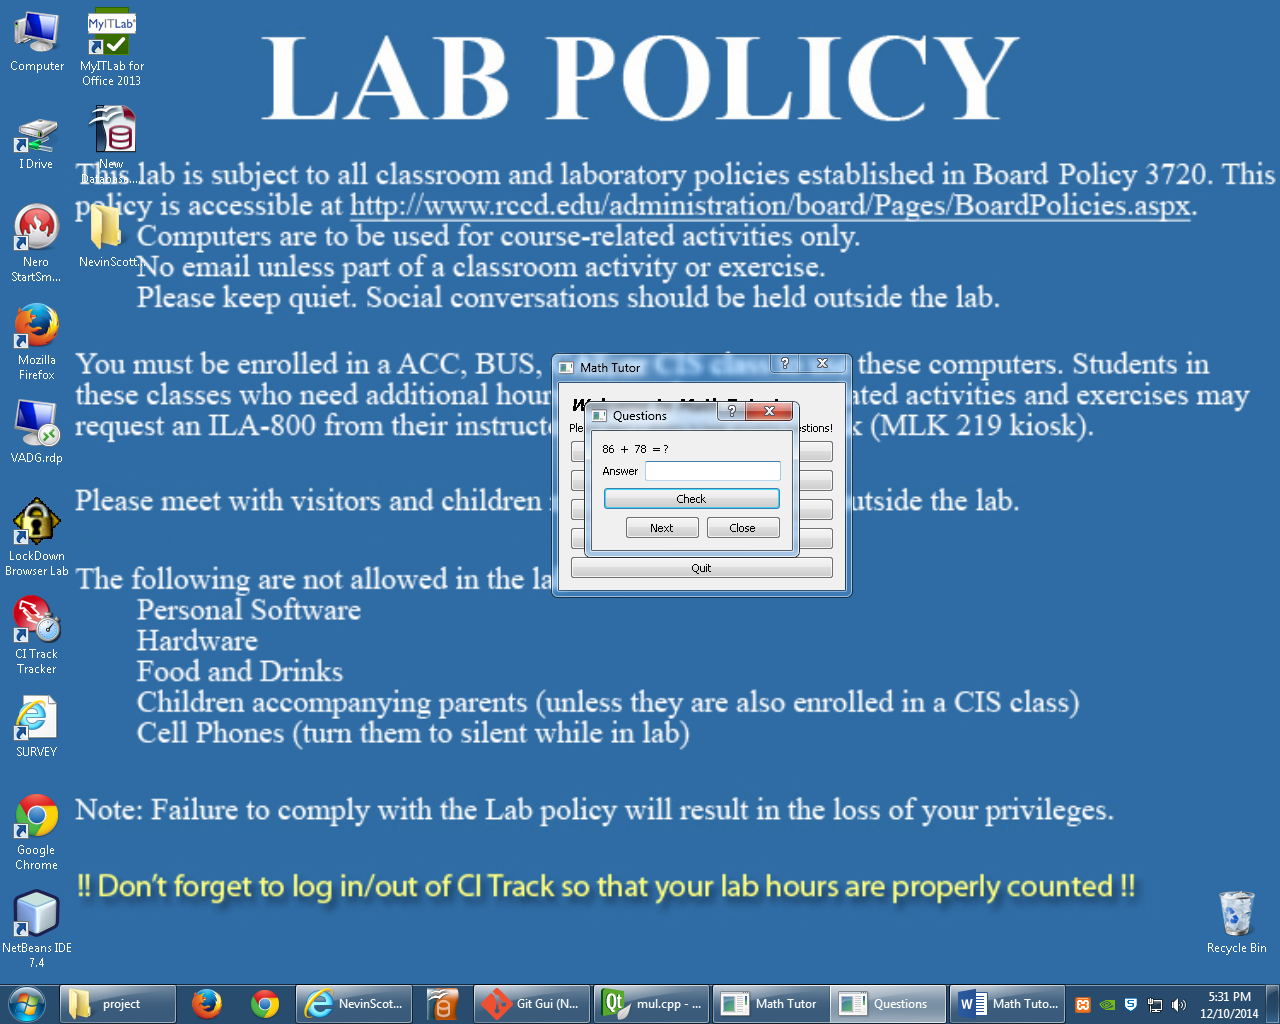 LAB POLICY
This lab is subject to all classroom and laboratory policies established in Board Policy 3720. This
policy is accessible at http://www.rccd.edu/administration/board/Pages/BoardPolicies.aspx.
Computers are to be used for course-related activities only.
No email unless part of a classroom activity or exercise.
Please keep quiet. Social conversations should be held outside the lab.
You must be enrolled in a ACC, BUS, CIS these computers. Students in
these classes who need additional hour ated activities and exercises may
request an ILA-800 from their instructo k (MLK 219 kiosk).
Please meet with visitors and children utside the lab.
The following are not allowed in the la
Personal Software
Hardware
Food and Drinks
Children accompanying parents (unless they are also enrolled in a CIS class)
Cell Phones (turn them to silent while in lab)
Note: Failure to comply with the Lab policy will result in the loss of your privileges.
!! Don't forget to log in/out of CI Track so that your lab hours are properly counted !!
Computer
MyITLab
MyITLab for
Office 2013
I Drive
New
Database...
Nero
StartSm...
NevinScott...
Mozilla
Firefox
VADG.rdp
LockDown
Browser Lab
CI Track
Tracker
SURVEY
Google
Chrome
NetBeans IDE
7.4
Recycle Bin
Math Tutor
?
Welcome to Math Tutor!
Ple estions!
Quit
Questions
?
86 + 78 =?
Answer
Check
Next
Close
project
NevinScot...
Git Gui (N...
Qt
mul.cpp - ...
Math Tutor
Questions
W
Math Tuto...
5:31 PM
12/10/2014